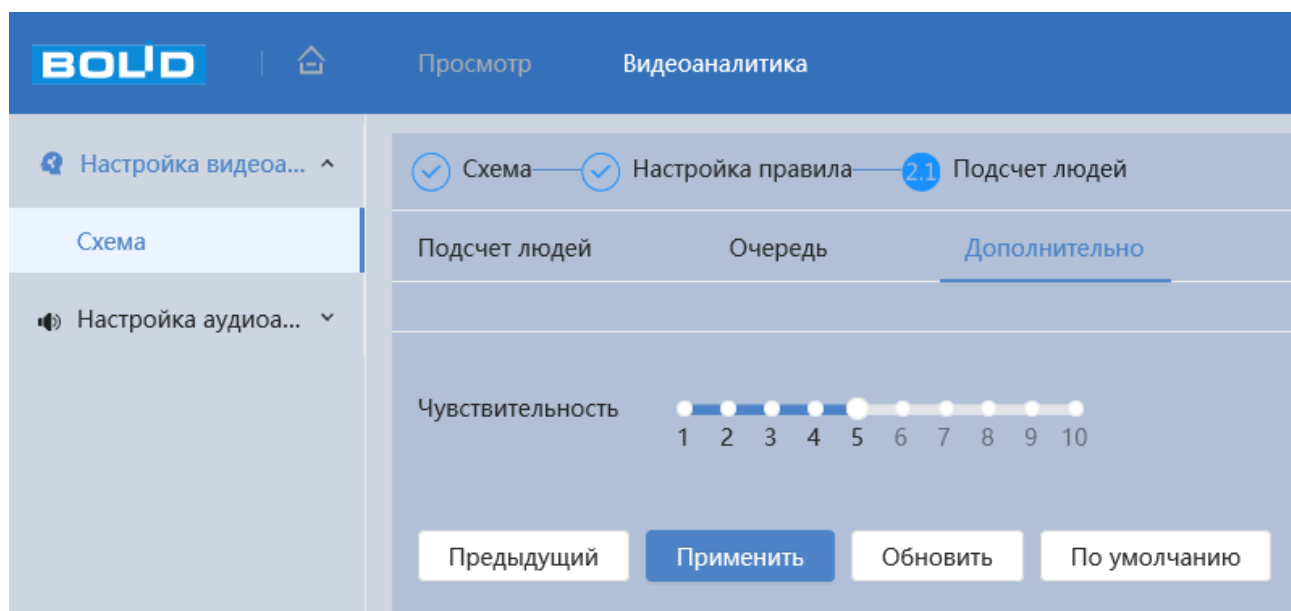 BOLID
Просмотр Видеоаналитика
Настройка видеоа...
Схема
Настройка аудиоа...
Схема Настройка правила 2.1 Подсчет людей
Подсчет людей Очередь Дополнительно
Чувствительность
1 2 3 4 5 6 7 8 9 10
Предыдущий Применить Обновить По умолчанию